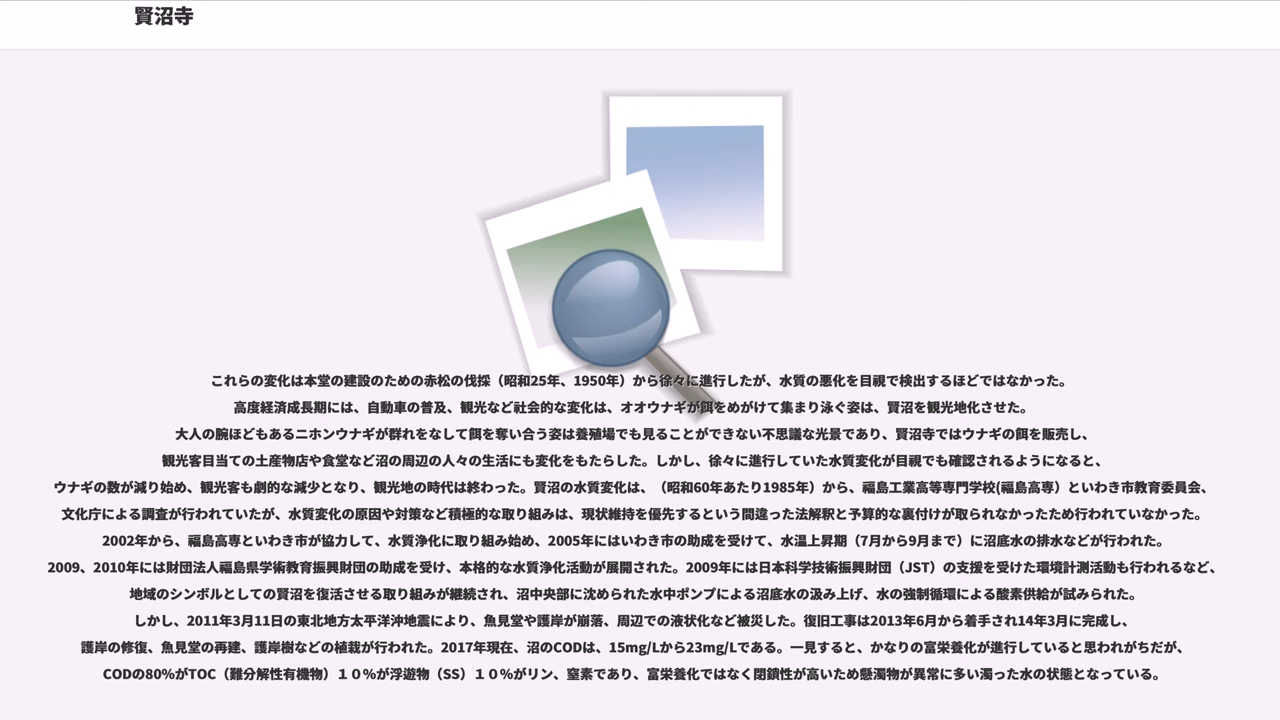 賢沼寺
これらの変化は本堂の建設のための赤松の伐採（昭和25年、1950年）から徐々に進行したが、水質の悪化を目視で検出するほどではなかった。
高度経済成長期には、自動車の普及、観光など社会的な変化は、オオウナギが餌をめがけて集まり泳ぐ姿は、賢沼を観光地化させた。
大人の腕ほどもあるニホンウナギが群れをなして餌を奪い合う姿は養殖場でも見ることができない不思議な光景であり、賢沼寺ではウナギの餌を販売し、
観光客目当ての土産物店や食堂など沼の周辺の人々の生活にも変化をもたらした。しかし、徐々に進行していた水質変化が目視でも確認されるようになると、
ウナギの数が減り始め、観光客も劇的な減少となり、観光地の時代は終わった。賢沼の水質変化は、（昭和60年あたり1985年）から、福島工業高等専門学校(福島高専）といわき市教育委員会、
文化庁による調査が行われていたが、水質変化の原因や対策など積極的な取り組みは、現状維持を優先するという間違った法解釈と予算的な裏付けが取られなかったため行われていなかった。
2002年から、福島高専といわき市が協力して、水質浄化に取り組み始め、2005年にはいわき市の助成を受けて、水温上昇期（7月から9月まで）に沼底水の排水などが行われた。
2009、2010年には財団法人福島県学術教育振興財団の助成を受け、本格的な水質浄化活動が展開された。2009年には日本科学技術振興財団（JST）の支援を受けた環境計測活動も行われるなど、
地域のシンボルとしての賢沼を復活させる取り組みが継続され、沼中央部に沈められた水中ポンプによる沼底水の汲み上げ、水の強制循環による酸素供給が試みられた。
しかし、2011年3月11日の東北地方太平洋沖地震により、魚見堂や護岸が崩落、周辺での液状化など被災した。復旧工事は2013年6月から着手され14年3月に完成し、
護岸の修復、魚見堂の再建、護岸樹などの植栽が行われた。2017年現在、沼のCODは、15mg/Lから23mg/Lである。一見すると、かなりの富栄養化が進行していると思われがちだが、
CODの80%がTOC（難分解性有機物）１０％が浮遊物（SS）１０％がリン、窒素であり、富栄養化ではなく閉鎖性が高いため懸濁物が異常に多い濁った水の状態となっている。